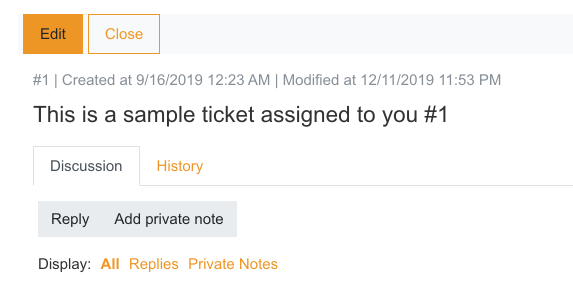 Edit Close
#1 | Created at 9/16/2019 12:23 AM | Modified at 12/11/2019 11:53 PM
This is a sample ticket assigned to you #1
Discussion History
Reply Add private note
Display: All Replies Private Notes